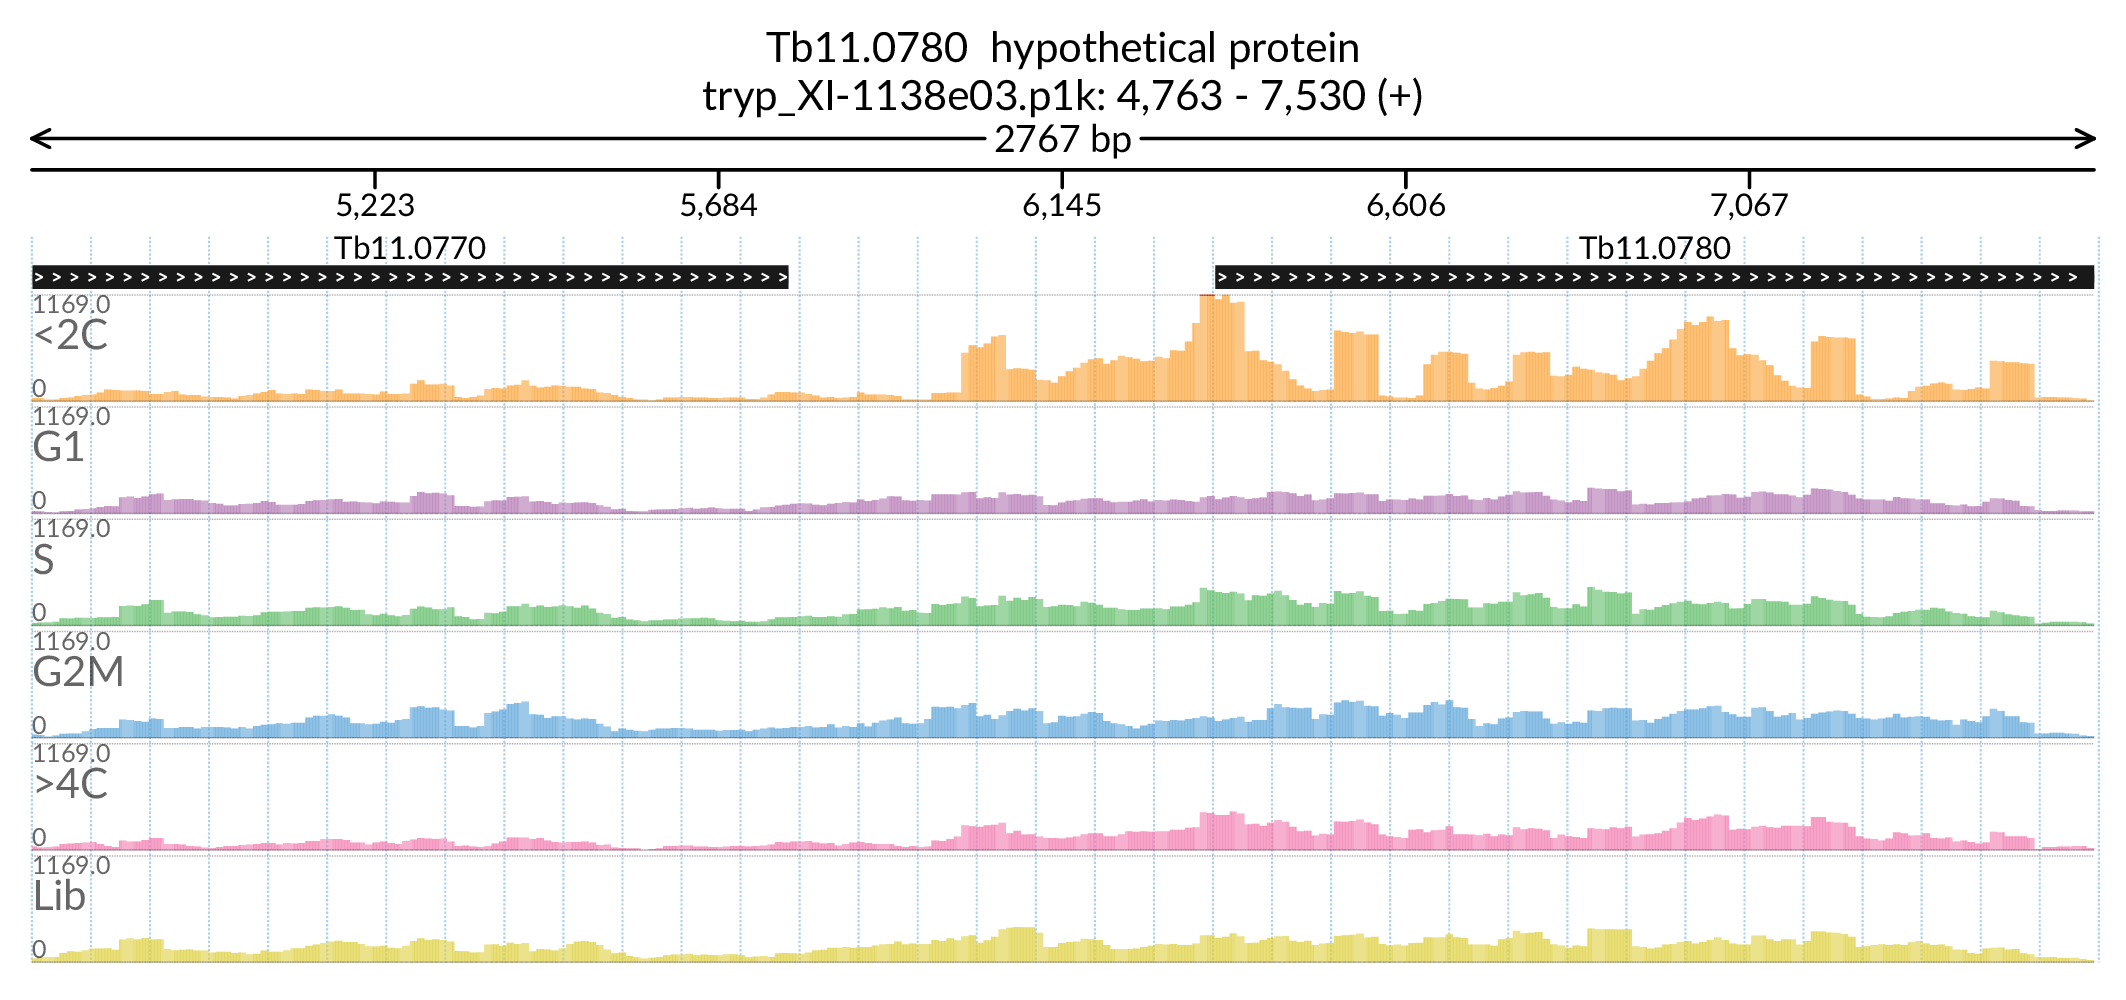 Tb11.0780  hypothetical protein
tryp_XI-1138e03.p1k: 4,763 - 7,530 (+)
2767 bp
5,223 5,684 6,145 6,606 7,067
Tb11.0770 Tb11.0780
1169.0
<2C
0
1169.0
G1
0
1169.0
S
0
1169.0
G2M
0
1169.0
>4C
0
1169.0
Lib
0